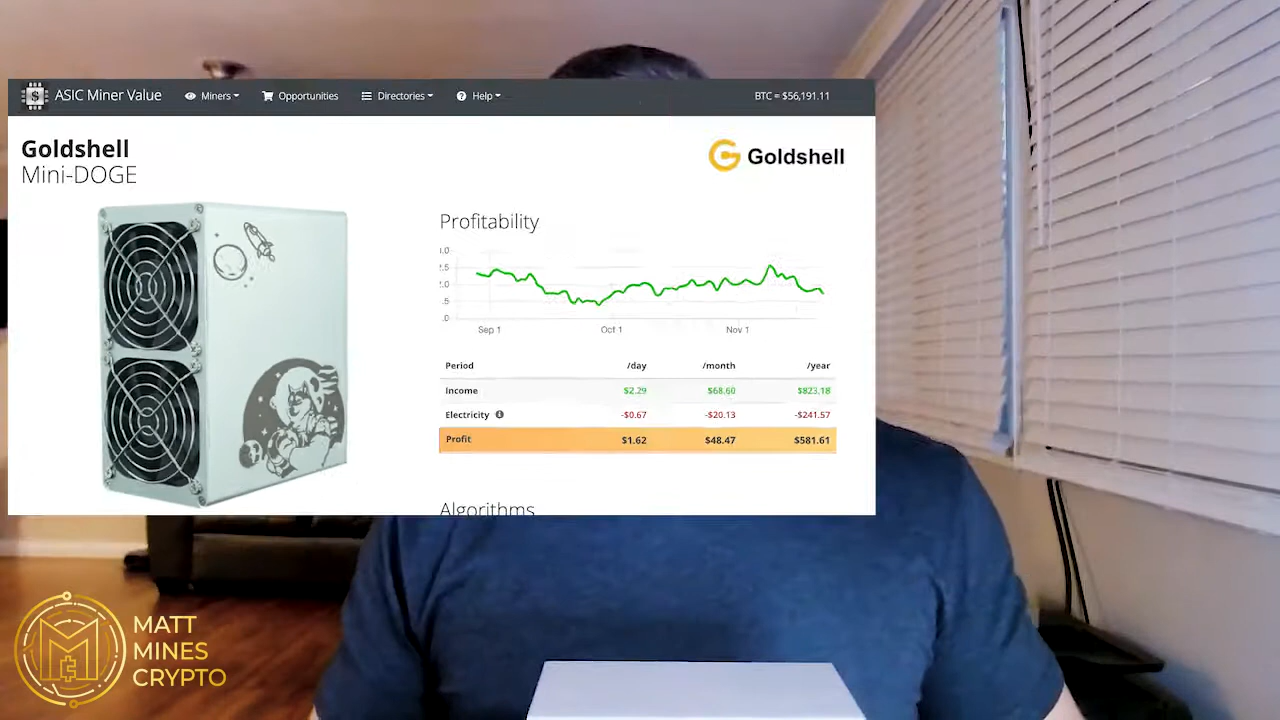 ASIC Miner Value
Miners
Opportunities
Directories
Help
BTC = $56,191.11
Goldshell
Mini-DOGE
Goldshell
Profitability
Sep 1
Oct 1
Nov 1
Period /day /month /year
Income $2.29 $68.60 $823.18
Electricity -$0.67 -$20.13 -$241.57
Profit $1.62 $48.47 $581.61
Algorithms
MATT
MINES
CRYPTO